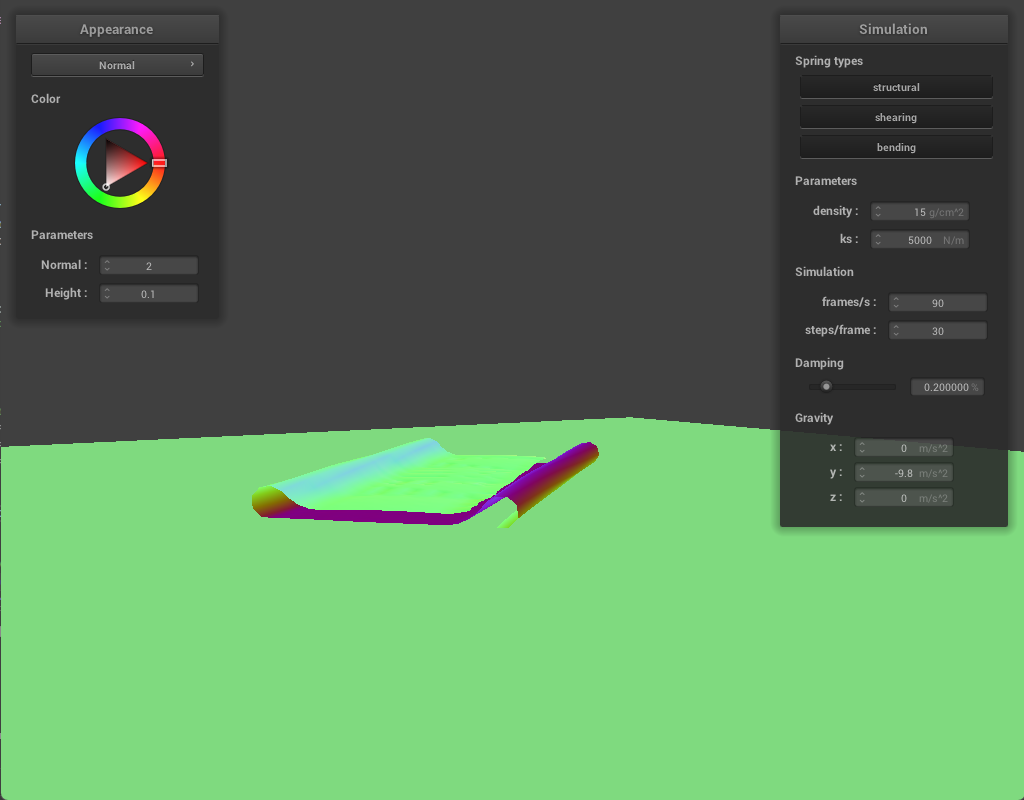 Appearance
Normal ›
Color
Parameters
Normal : 2
Height : 0.1
Simulation
Spring types
structural
shearing
bending
Parameters
density : 15 g/cm^2
ks : 5000 N/m
Simulation
frames/s : 90
steps/frame : 30
Damping
0.200000 %
Gravity
x : 0 m/s^2
y : -9.8 m/s^2
z : 0 m/s^2